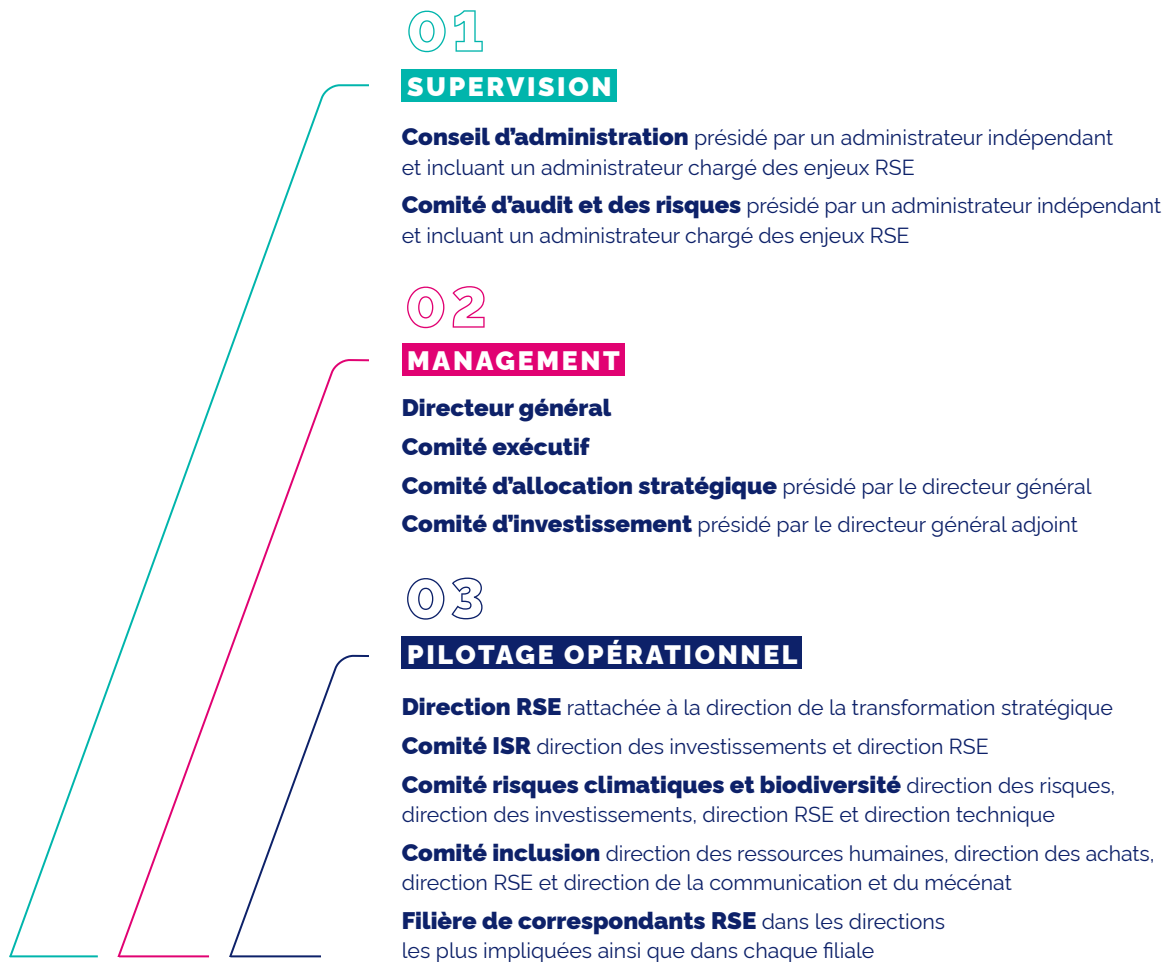 01
SUPERVISION
Conseil d'administration présidé par un administrateur indépendant
et incluant un administrateur chargé des enjeux RSE
Comité d'audit et des risques présidé par un administrateur indépendant
et incluant un administrateur chargé des enjeux RSE
02
MANAGEMENT
Directeur général
Comité exécutif
Comité d'allocation stratégique présidé par le directeur général
Comité d'investissement présidé par le directeur général adjoint
03
PILOTAGE OPÉRATIONNEL
Direction RSE rattachée à la direction de la transformation stratégique
Comité ISR direction des investissements et direction RSE
Comité risques climatiques et biodiversité direction des risques,
direction des investissements, direction RSE et direction technique
Comité inclusion direction des ressources humaines, direction des achats,
direction RSE et direction de la communication et du mécénat
Filière de correspondants RSE dans les directions
les plus impliquées ainsi que dans chaque filiale